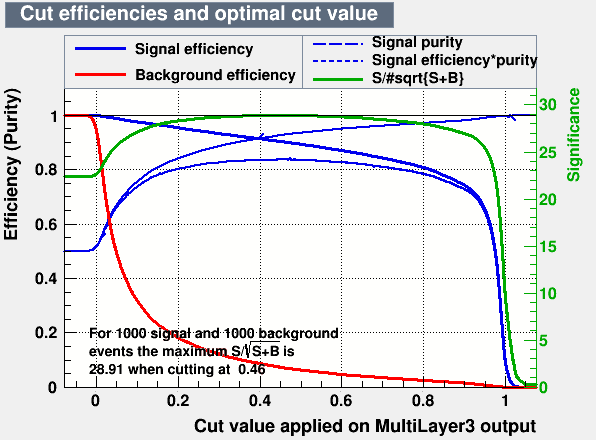 Cut efficiencies and optimal cut value
Signal efficiency
Background efficiency
Signal purity
Signal efficiency*purity
S/#sqrt{S+B}
Efficiency (Purity)
1
0.8
0.6
0.4
0.2
0
30
25
20
15
10
5
0
Significance
For 1000 signal and 1000 background
events the maximum S/√S+B is
28.91 when cutting at 0.46
0 0.2 0.4 0.6 0.8 1
Cut value applied on MultiLayer3 output